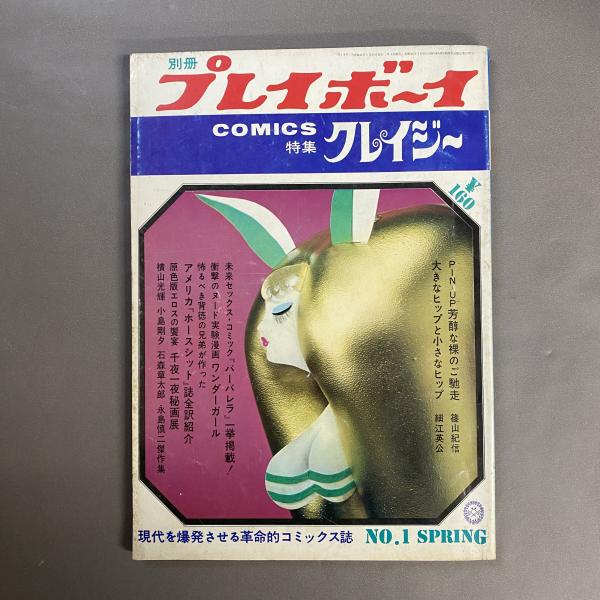 別冊
プレイボーイ
COMICS
特集
クレイジー
¥160
PIN-UP芳醇な裸のご馳走 篠山紀信
大きなヒップと小さなヒップ 細江英公
未来セックス・コミック『バーバレラ』一挙掲載!
衝撃のヌード実験漫画 ワンダーガール
怖るべき背徳の兄弟が作った
アメリカ『ホースシット』誌全訳紹介
原色版エロスの饗宴 千夜一夜秘画展
横山光輝 小島剛夕 石森章太郎 永島慎二傑作集
現代を爆発させる革命的コミックス誌
NO.1 SPRING